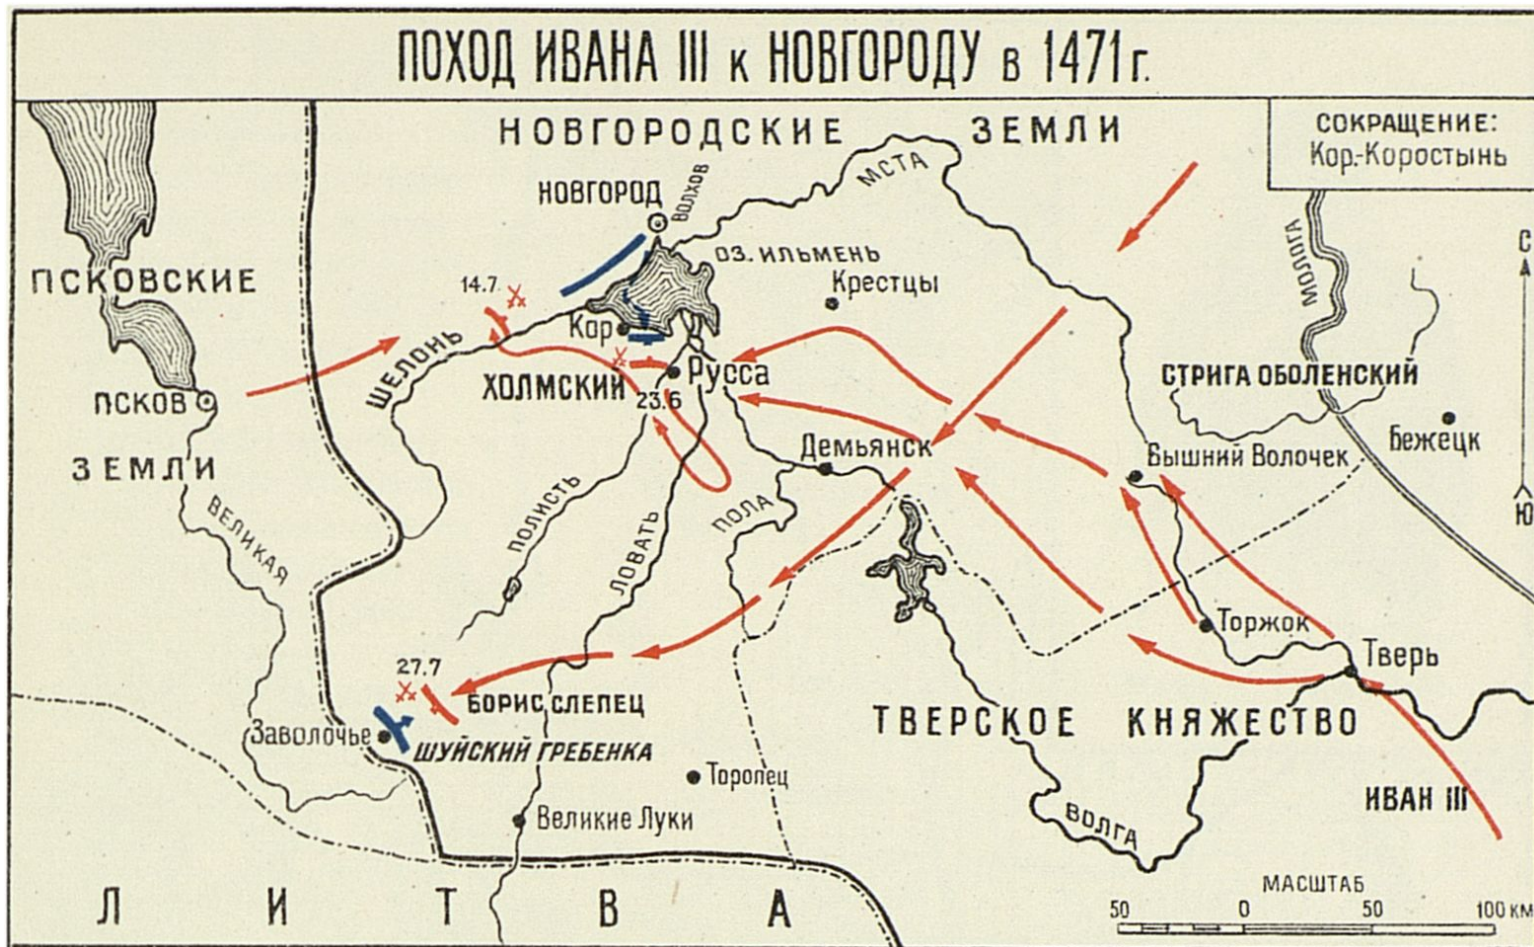 ПОХОД ИВАНА III к НОВГОРОДУ в 1471 г.
НОВГОРОДСКИЕ ЗЕМЛИ
СОКРАЩЕНИЕ:
Кор.-Коростынь
МСТА
НОВГОРОД
ВОЛХОВ
МОЛОГА
С
ОЗ. ИЛЬМЕНЬ
ПСКОВСКИЕ
14.7
Крестцы
Кор
ШЕЛОНЬ
СТРИГА ОБОЛЕНСКИЙ
ХОЛМСКИЙ
Русса
ПСКОВ
23.6
Бежецк
Демьянск
Вышний Волочек
ЗЕМЛИ
ВЕЛИКАЯ
ПОЛИСТЬ
ЛОВАТЬ
ПОЛА
Ю
Торжок
Тверь
27.7
БОРИС СЛЕПЕЦ
ТВЕРСКОЕ КНЯЖЕСТВО
Заволочье
ШУЙСКИЙ ГРЕБЕНКА
Торопец
ИВАН III
Великие Луки
ВОЛГА
ЛИТВА
МАСШТАБ
50 0 50 100 км